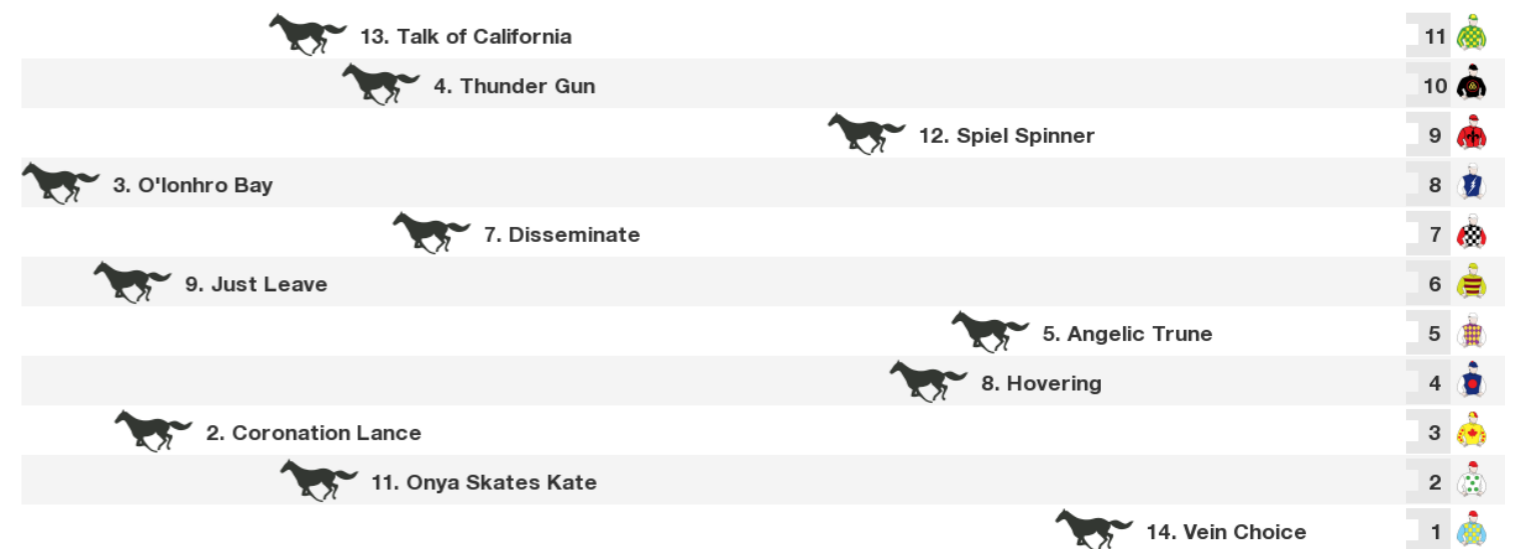 13. Talk of California 11
4. Thunder Gun 10
12. Spiel Spinner 9
3. O'lonhro Bay 8
7. Disseminate 7
9. Just Leave 6
5. Angelic Trune 5
8. Hovering 4
2. Coronation Lance 3
11. Onya Skates Kate 2
14. Vein Choice 1